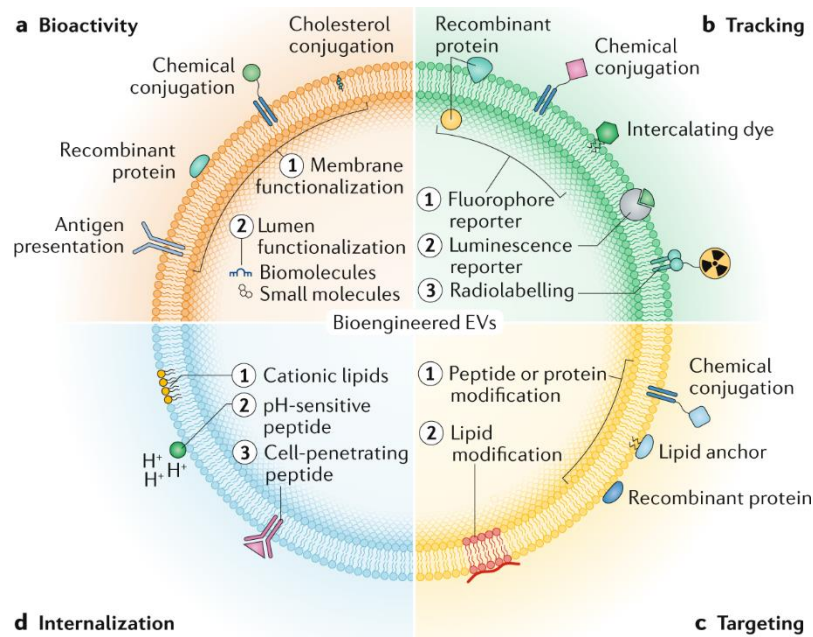 a Bioactivity
Cholesterol
conjugation
Chemical
conjugation
Recombinant
protein
Antigen
presentation
1 Membrane
functionalization
2 Lumen
functionalization
Biomolecules
Small molecules
b Tracking
Recombinant
protein
Chemical
conjugation
Intercalating dye
1 Fluorophore
reporter
2 Luminescence
reporter
3 Radiolabelling
Bioengineered EVs
1 Cationic lipids
2 pH-sensitive
peptide
3 Cell-penetrating
peptide
H⁺
H⁺ H⁺
H⁺
d Internalization
1 Peptide or protein
modification
2 Lipid
modification
Chemical
conjugation
Lipid anchor
Recombinant protein
c Targeting